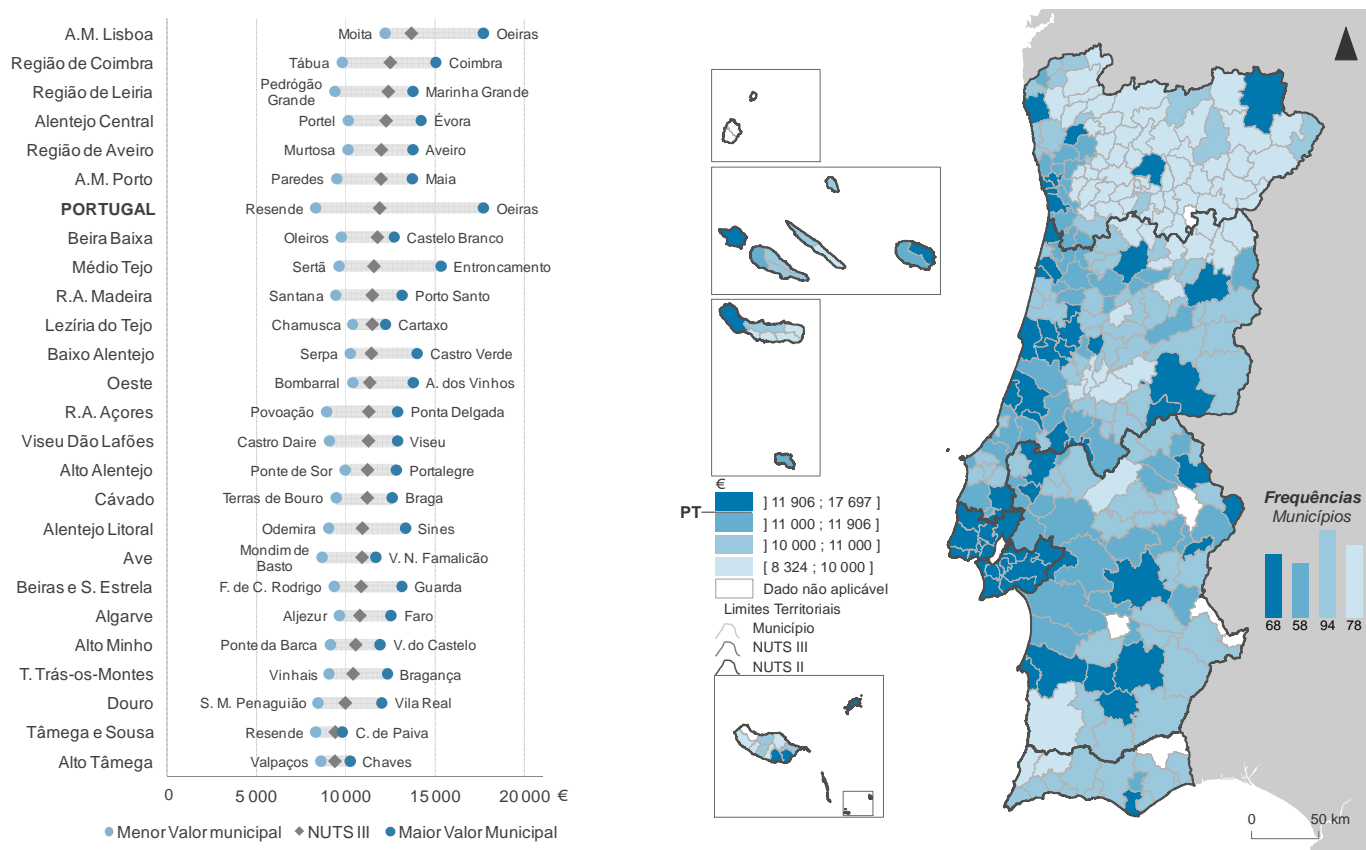 A.M. Lisboa Moita Oeiras
Região de Coimbra Tábua Coimbra
Região de Leiria Pedrógão Grande Marinha Grande
Alentejo Central Portel Évora
Região de Aveiro Murtosa Aveiro
A.M. Porto Paredes Maia
PORTUGAL Resende Oeiras
Beira Baixa Oleiros Castelo Branco
Médio Tejo Sertã Entroncamento
R.A. Madeira Santana Porto Santo
Lezíria do Tejo Chamusca Cartaxo
Baixo Alentejo Serpa Castro Verde
Oeste Bombarral A. dos Vinhos
R.A. Açores Povoação Ponta Delgada
Viseu Dão Lafões Castro Daire Viseu
Alto Alentejo Ponte de Sor Portalegre
Cávado Terras de Bouro Braga
Alentejo Litoral Odemira Sines
Ave Mondim de Basto V. N. Famalicão
Beiras e S. Estrela F. de C. Rodrigo Guarda
Algarve Aljezur Faro
Alto Minho Ponte da Barca V. do Castelo
T. Trás-os-Montes Vinhais Bragança
Douro S. M. Penaguião Vila Real
Tâmega e Sousa Resende C. de Paiva
Alto Tâmega Valpaços Chaves
0 5 000 10 000 15 000 20 000 €
Menor Valor municipal NUTS III Maior Valor Municipal
€
PT
] 11 906 ; 17 697 ]
] 11 000 ; 11 906 ]
] 10 000 ; 11 000 ]
[ 8 324 ; 10 000 ]
Dado não aplicável
Limites Territoriais
Município
NUTS III
NUTS II
Frequências
Municípios
68 58 94 78
0 50 km